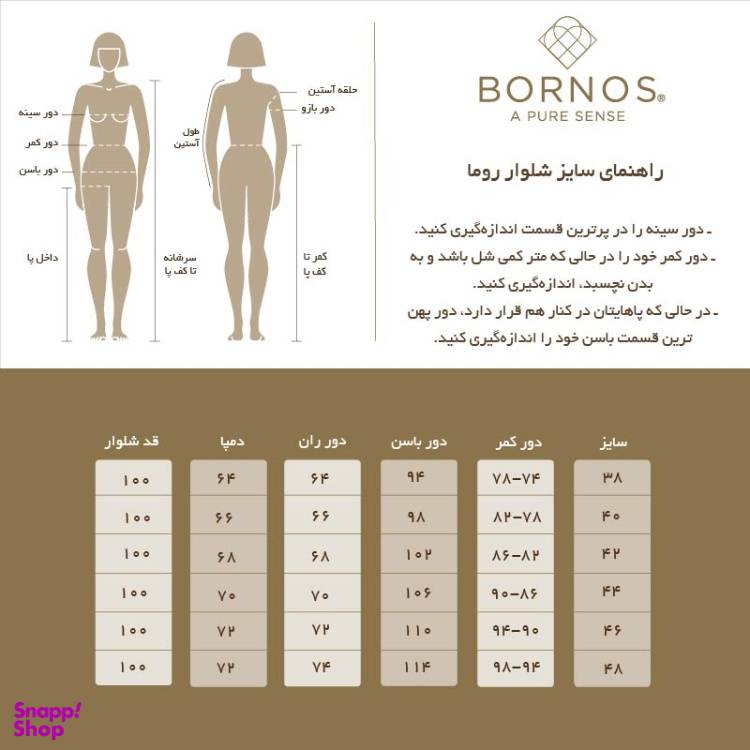 BORNOS®
A PURE SENSE
راهنمای سایز شلوار روما
ـ دور سینه را در پرترین قسمت اندازه‌گیری کنید.
ـ دور کمر خود را در حالی که متر کمی شل باشد و به
بدن نچسبد، اندازه‌گیری کنید.
ـ در حالی که پاهایتان در کنار هم قرار دارد، دور پهن
ترین قسمت باسن خود را اندازه‌گیری کنید.
حلقه آستین
دور بازو
طول
آستین
کمر تا
کف پا
دور سینه
دور کمر
دور باسن
داخل پا
سرشانه
تا کف پا
سایز دور کمر دور باسن دور ران دمپا قد شلوار
۳۸ ۷۴-۷۸ ۹۴ ۶۴ ۶۴ ۱۰۰
۴۰ ۷۸-۸۲ ۹۸ ۶۶ ۶۶ ۱۰۰
۴۲ ۸۲-۸۶ ۱۰۲ ۶۸ ۶۸ ۱۰۰
۴۴ ۸۶-۹۰ ۱۰۶ ۷۰ ۷۰ ۱۰۰
۴۶ ۹۰-۹۴ ۱۱۰ ۷۲ ۷۲ ۱۰۰
۴۸ ۹۴-۹۸ ۱۱۴ ۷۴ ۷۲ ۱۰۰
Snapp!
Shop